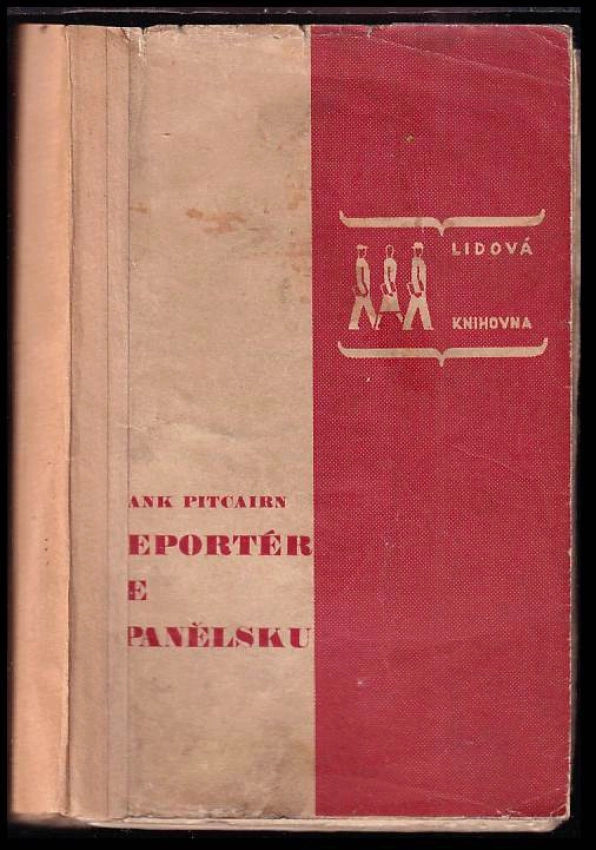 LIDOVÁ
KNIHOVNA
ANK PITCAIRN
EPORTÉR
E
PANĚLSKU